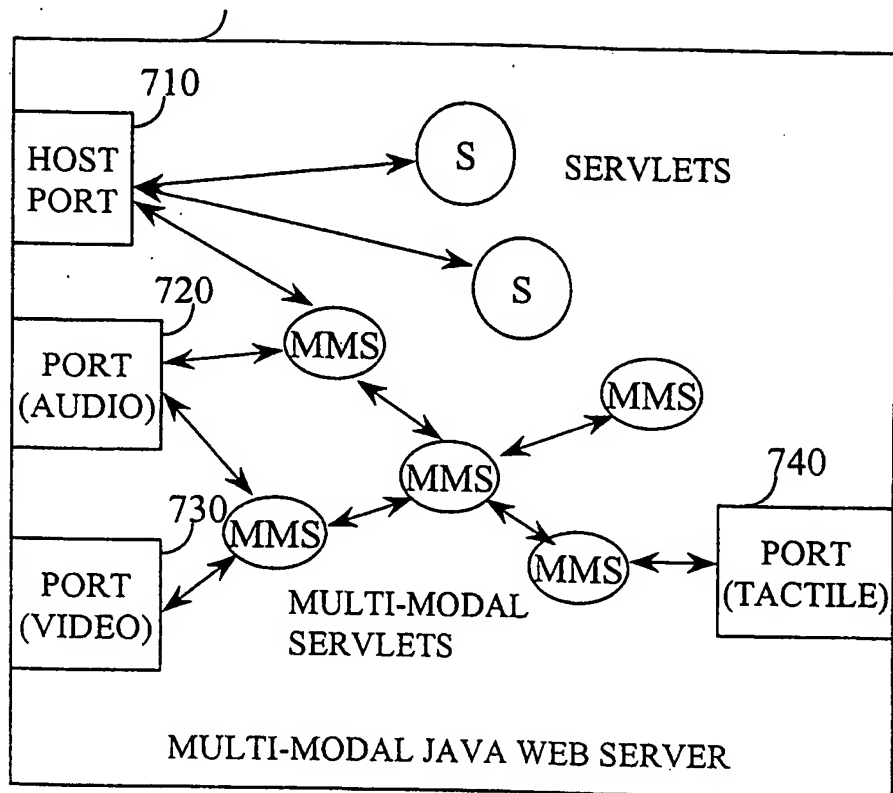 710
HOST
PORT
S
SERVLETS
S
720
PORT
(AUDIO)
MMS
MMS
MMS
740
730
PORT
(VIDEO)
MMS
MMS
PORT
(TACTILE)
MULTI-MODAL
SERVLETS
MULTI-MODAL JAVA WEB SERVER